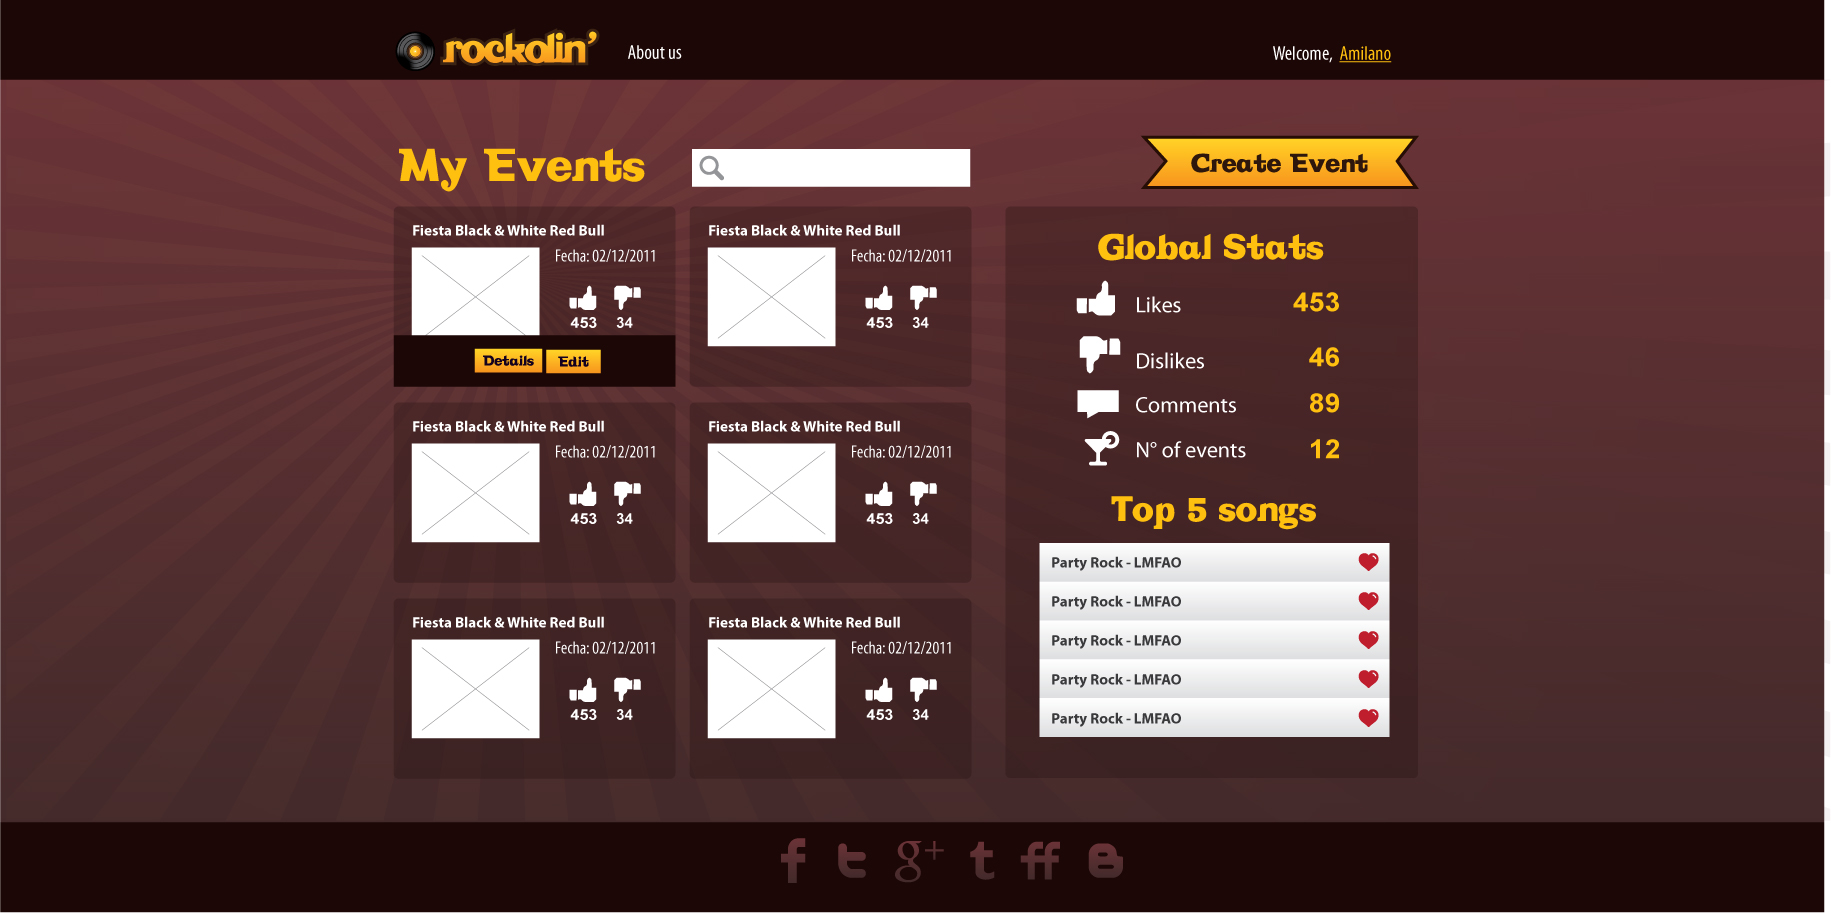 rockolin'
About us
Welcome, Amilano
My Events
Create Event
Fiesta Black & White Red Bull
Fecha: 02/12/2011
453 34
Details Edit
Fiesta Black & White Red Bull
Fecha: 02/12/2011
453 34
Fiesta Black & White Red Bull
Fecha: 02/12/2011
453 34
Fiesta Black & White Red Bull
Fecha: 02/12/2011
453 34
Fiesta Black & White Red Bull
Fecha: 02/12/2011
453 34
Fiesta Black & White Red Bull
Fecha: 02/12/2011
453 34
Global Stats
Likes 453
Dislikes 46
Comments 89
N° of events 12
Top 5 songs
Party Rock - LMFAO
Party Rock - LMFAO
Party Rock - LMFAO
Party Rock - LMFAO
Party Rock - LMFAO
f t g+ t ff B